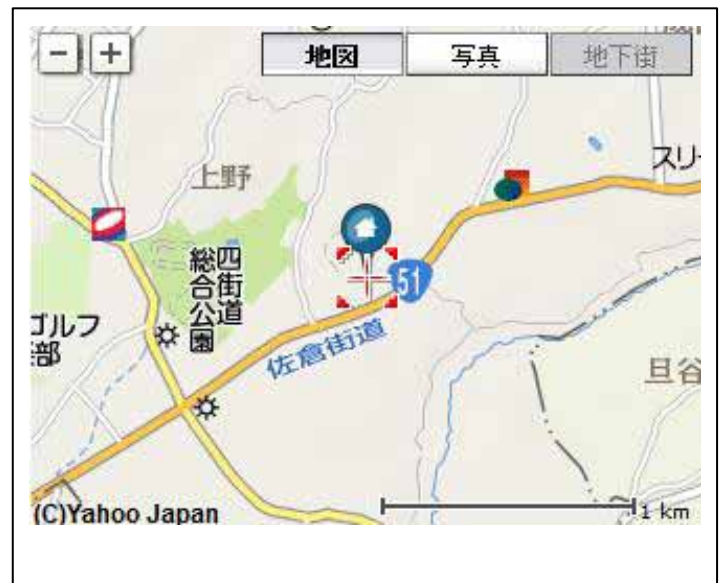 − + 地図 写真 地下街
スリ
上野
四街道
総合公園
51
ゴルフ
佐倉街道
旦谷
(C)Yahoo Japan
1 km